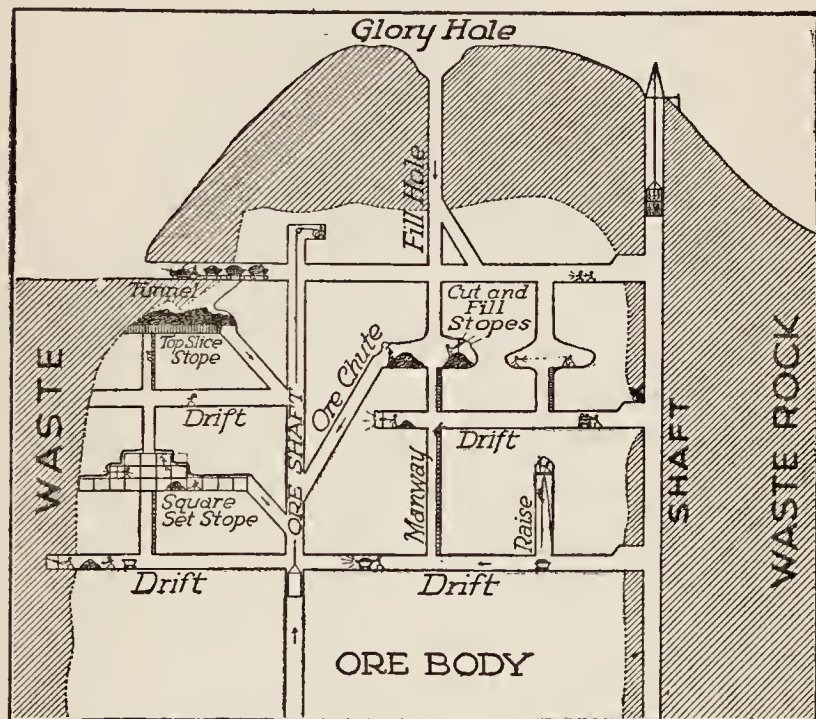 Glory Hole
Fill Hole
Tunnel
Cut and
Fill
Stopes
Top Slice
Stope
WASTE
Ore Chute
Drift
ORE SHAFT
Drift
SHAFT
WASTE ROCK
Square
Set Stope
Manway
Raise
Drift
Drift
ORE BODY